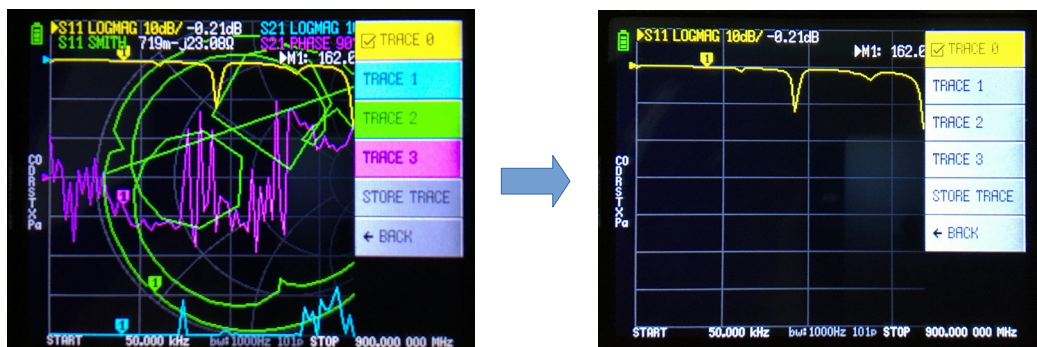 S11 LOGMAG 10dB/ -0.21dB S21 LOGMAG 1
S11 SMITH 719m-j23.08Ω S21 PHASE 90°
M1: 162.0
1
TRACE 0
TRACE 1
TRACE 2
TRACE 3
STORE TRACE
← BACK
C0
D
R
S
T
X
Pa
1
1
START 50.000 kHz bw:1000Hz 101p STOP 900.000 000 MHz
S11 LOGMAG 10dB/ -0.21dB
M1: 162.0
1
TRACE 0
TRACE 1
TRACE 2
TRACE 3
STORE TRACE
← BACK
C0
D
R
S
T
X
Pa
START 50.000 kHz bw:1000Hz 101p STOP 900.000 000 MHz